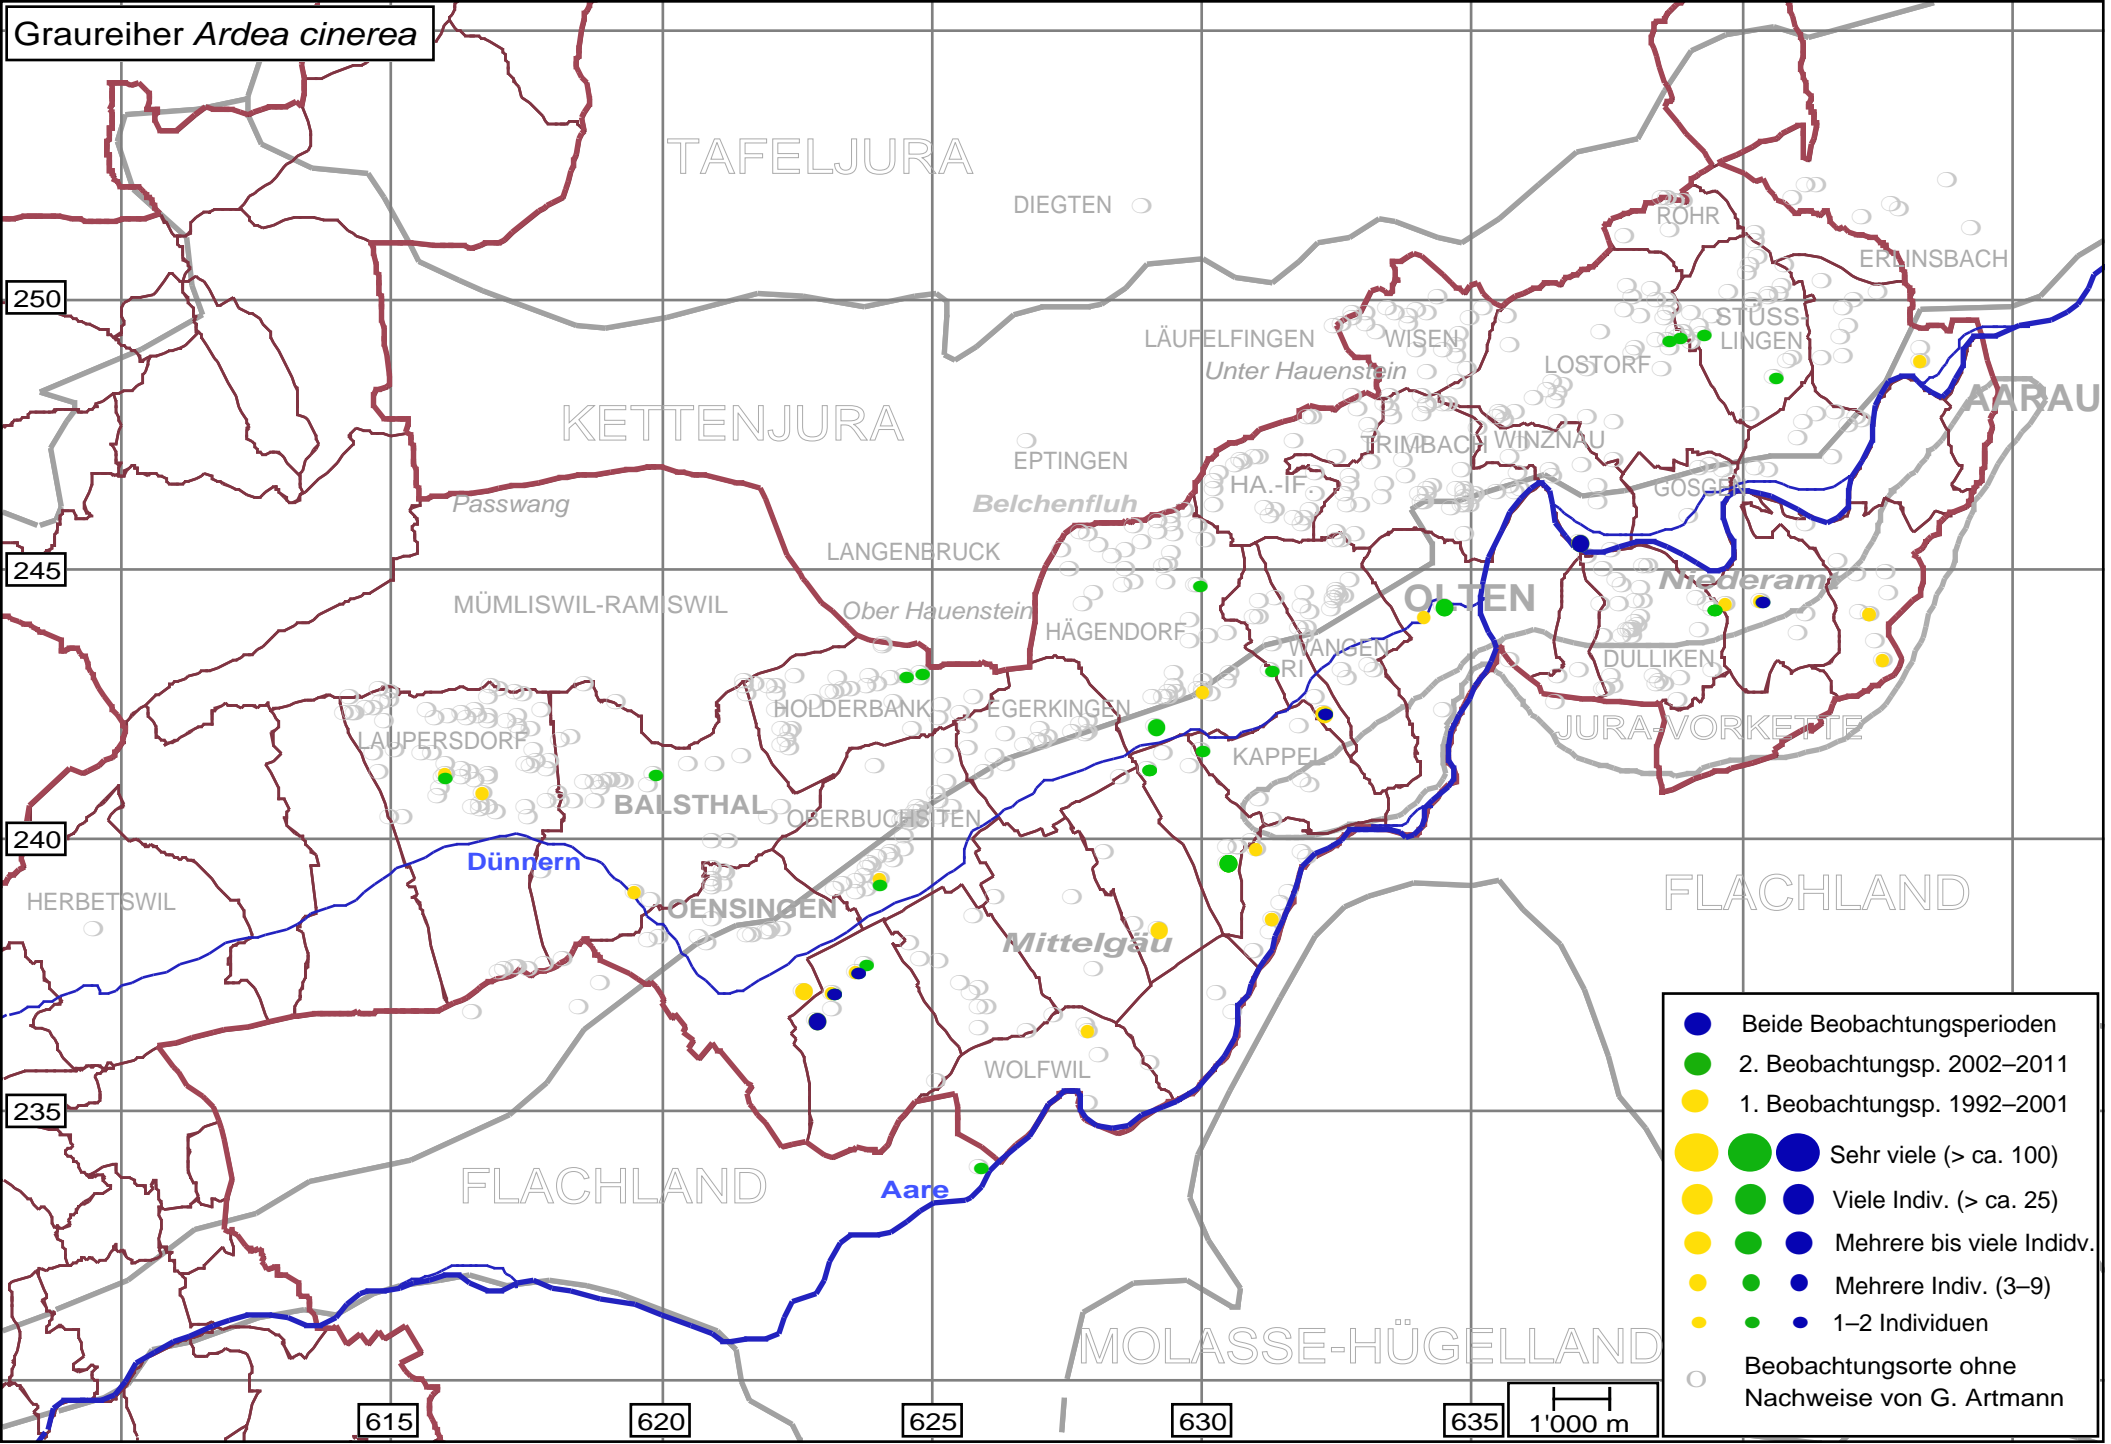 Graureiher Ardea cinerea
TAFELJURA
DIEGTEN
ROHR
ERLINSBACH
250
LÄUFELFINGEN
WISEN
STÜSS-
LINGEN
Unter Hauenstein
LOSTORF
AARAU
KETTENJURA
EPTINGEN
TRIMBACH
WINZNAU
Passwang
Belchenfluh
HA.-IF.
GÖSGEN
LANGENBRUCK
245
Niederamt
MÜMLISWIL-RAMISWIL
Ober Hauenstein
OLTEN
HÄGENDORF
WANGEN
RI
DULLIKEN
HOLDERBANK
EGERKINGEN
JURA-VORKETTE
LAUPERSDORF
KAPPEL
BALSTHAL
OBERBUCHSITEN
240
Dünnern
HERBETSWIL
OENSINGEN
FLACHLAND
Mittelgäu
WOLFWIL
235
FLACHLAND
Aare
MOLASSE-HÜGELLAND
615
620
625
630
635
1'000 m
Beide Beobachtungsperioden
2. Beobachtungsp. 2002–2011
1. Beobachtungsp. 1992–2001
Sehr viele (> ca. 100)
Viele Indiv. (> ca. 25)
Mehrere bis viele Indidv.
Mehrere Indiv. (3–9)
1–2 Individuen
Beobachtungsorte ohne
Nachweise von G. Artmann